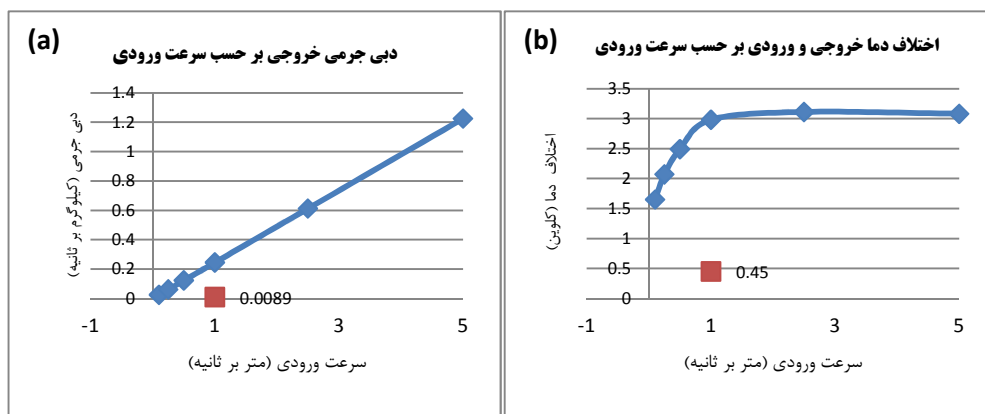 (a)
دبی جرمی خروجی بر حسب سرعت ورودی
دبی جرمی (کیلوگرم بر ثانیه)
1.4
1.2
1
0.8
0.6
0.4
0.2
0
0.0089
-1 1 3 5
سرعت ورودی (متر بر ثانیه)
(b)
اختلاف دما خروجی و ورودی بر حسب سرعت ورودی
اختلاف دما (کلوین)
3.5
3
2.5
2
1.5
1
0.5
0
0.45
-1 1 3 5
سرعت ورودی (متر بر ثانیه)